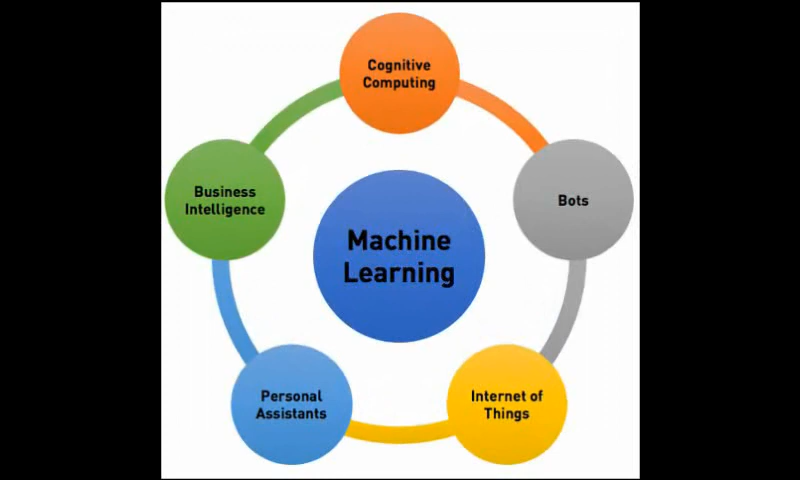 Cognitive
Computing
Business
Intelligence
Bots
Machine
Learning
Personal
Assistants
Internet of
Things